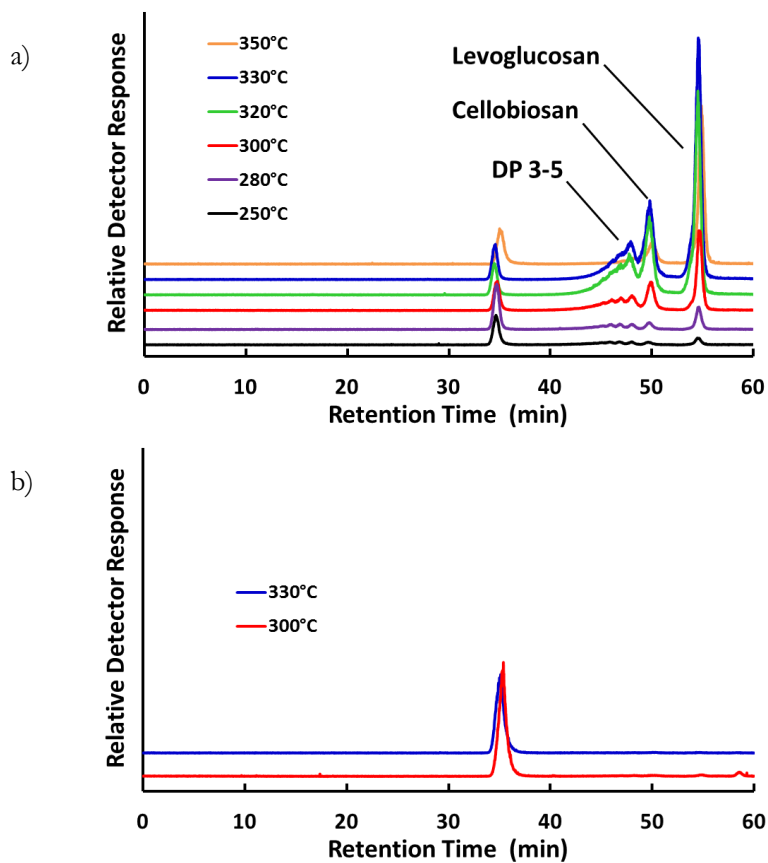 a)
Relative Detector Response
350°C
330°C
320°C
300°C
280°C
250°C
Levoglucosan
Cellobiosan
DP 3-5
0 10 20 30 40 50 60
Retention Time (min)
b)
Relative Detector Response
330°C
300°C
0 10 20 30 40 50 60
Retention Time (min)